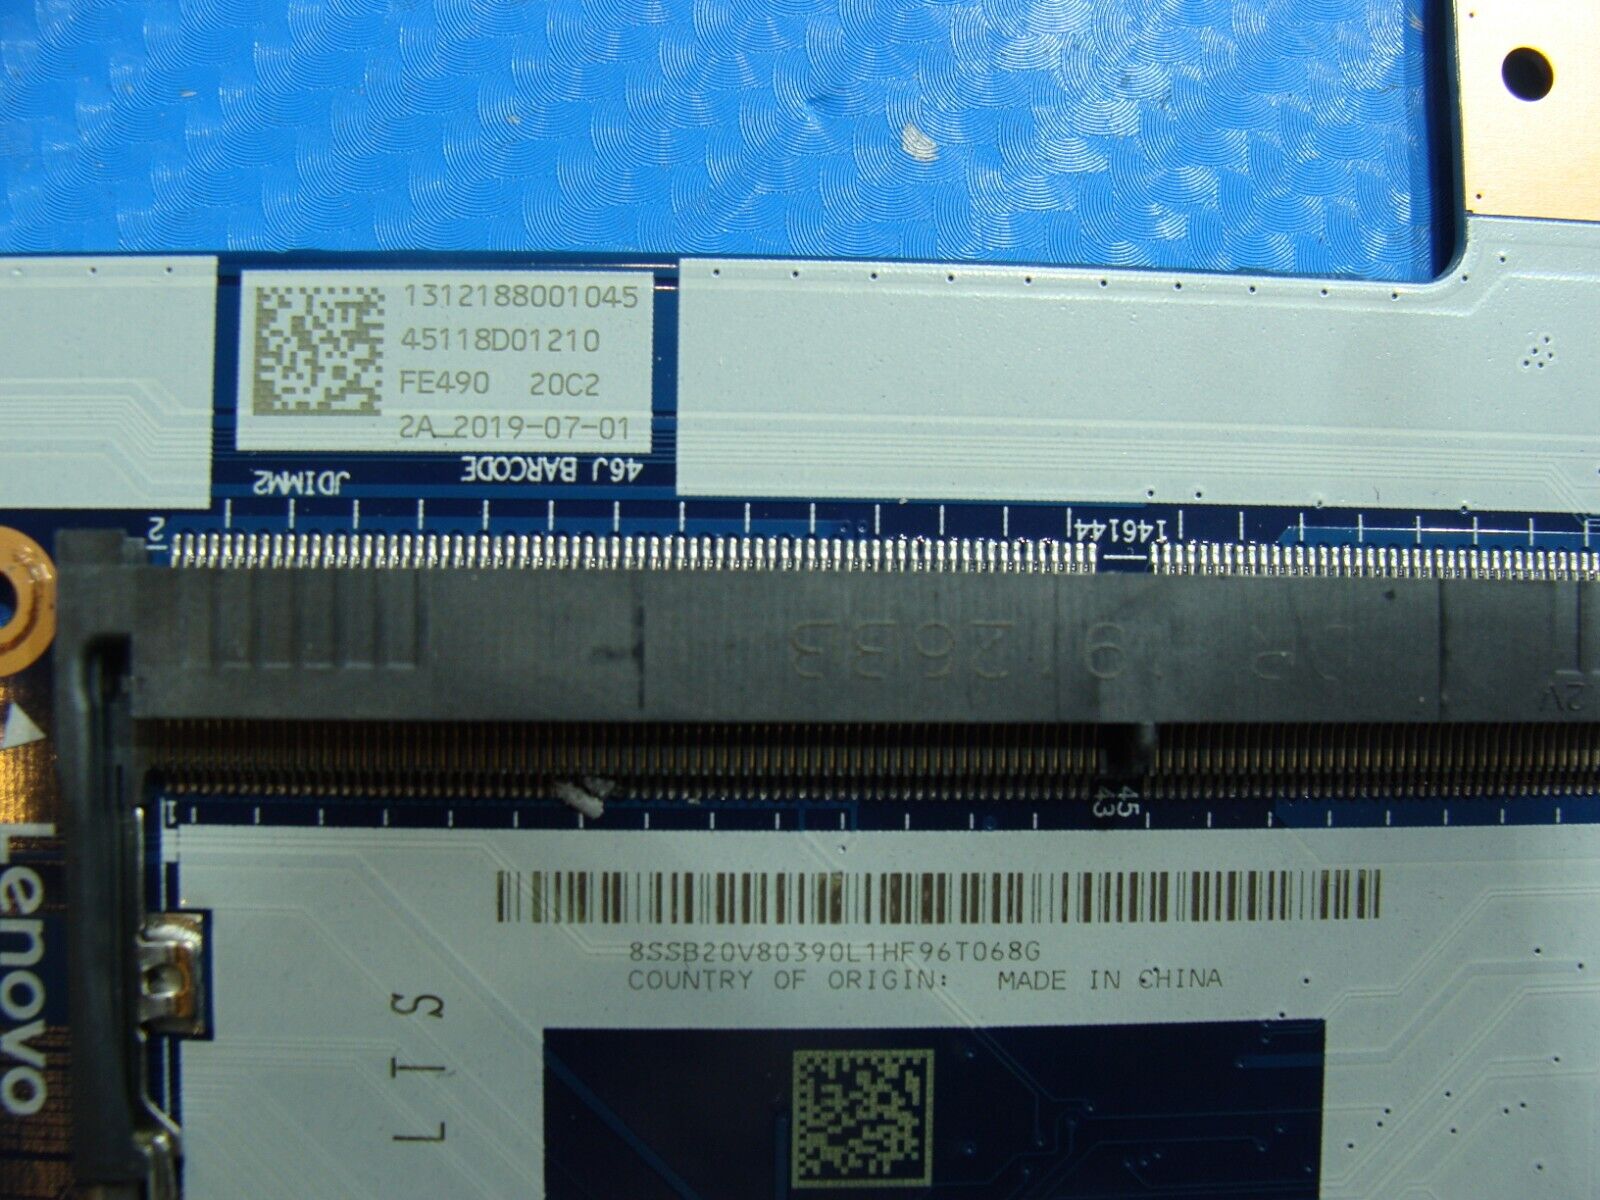 1312188001045
45118D01210
FE490 20C2
2A_2019-07-01
46J BARCODE
JDIMM2
2
144
146
1
43
45
Lenovo
8SSB20V80390L1HF96T068G
COUNTRY OF ORIGIN: MADE IN CHINA
LTS